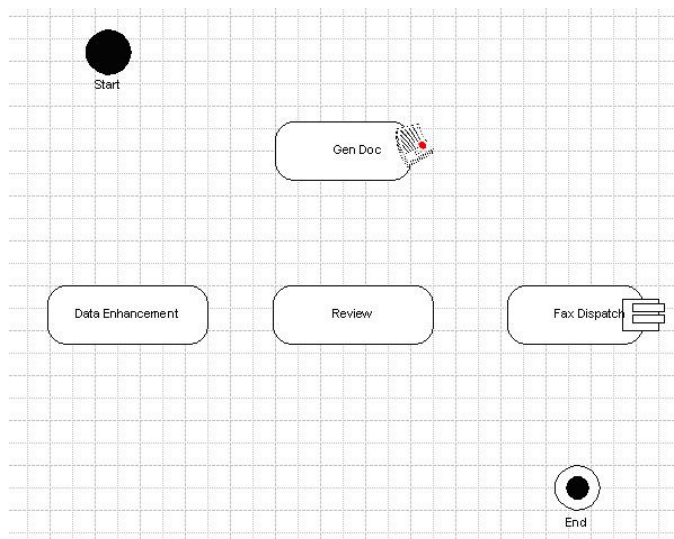 Start
Gen Doc
Data Enhancement
Review
Fax Dispatch
End